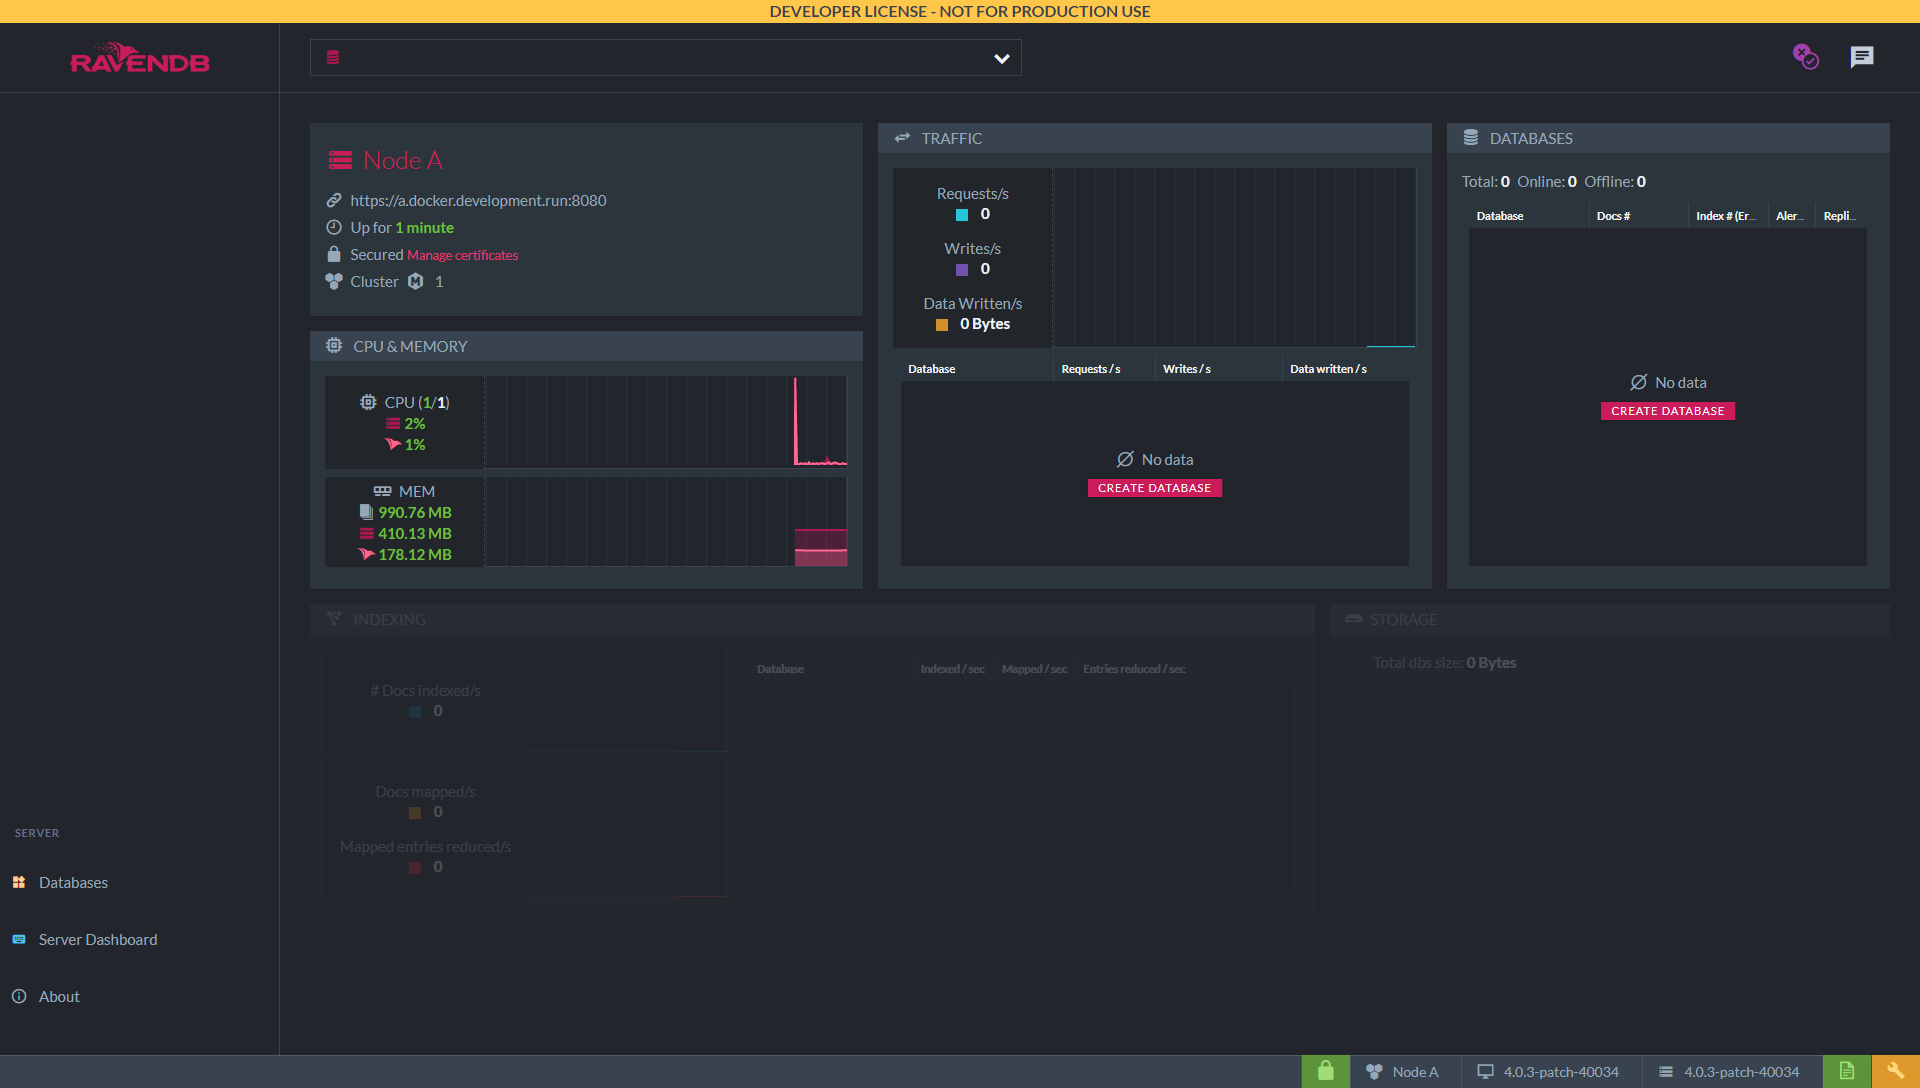 DEVELOPER LICENSE - NOT FOR PRODUCTION USE
RAVENDB
Node A
https://a.docker.development.run:8080
Up for 1 minute
Secured Manage certificates
Cluster M 1
CPU & MEMORY
CPU (1/1)
2%
1%
MEM
990.76 MB
410.13 MB
178.12 MB
TRAFFIC
Requests/s
0
Writes/s
0
Data Written/s
0 Bytes
Database Requests / s Writes / s Data written / s
No data
CREATE DATABASE
DATABASES
Total: 0 Online: 0 Offline: 0
Database Docs # Index # (Er... Aler... Repli...
No data
CREATE DATABASE
INDEXING
# Docs indexed/s
0
Docs mapped/s
0
Mapped entries reduced/s
0
Database Indexed / sec Mapped / sec Entries reduced / sec
STORAGE
Total dbs size: 0 Bytes
SERVER
Databases
Server Dashboard
About
Node A 4.0.3-patch-40034 4.0.3-patch-40034